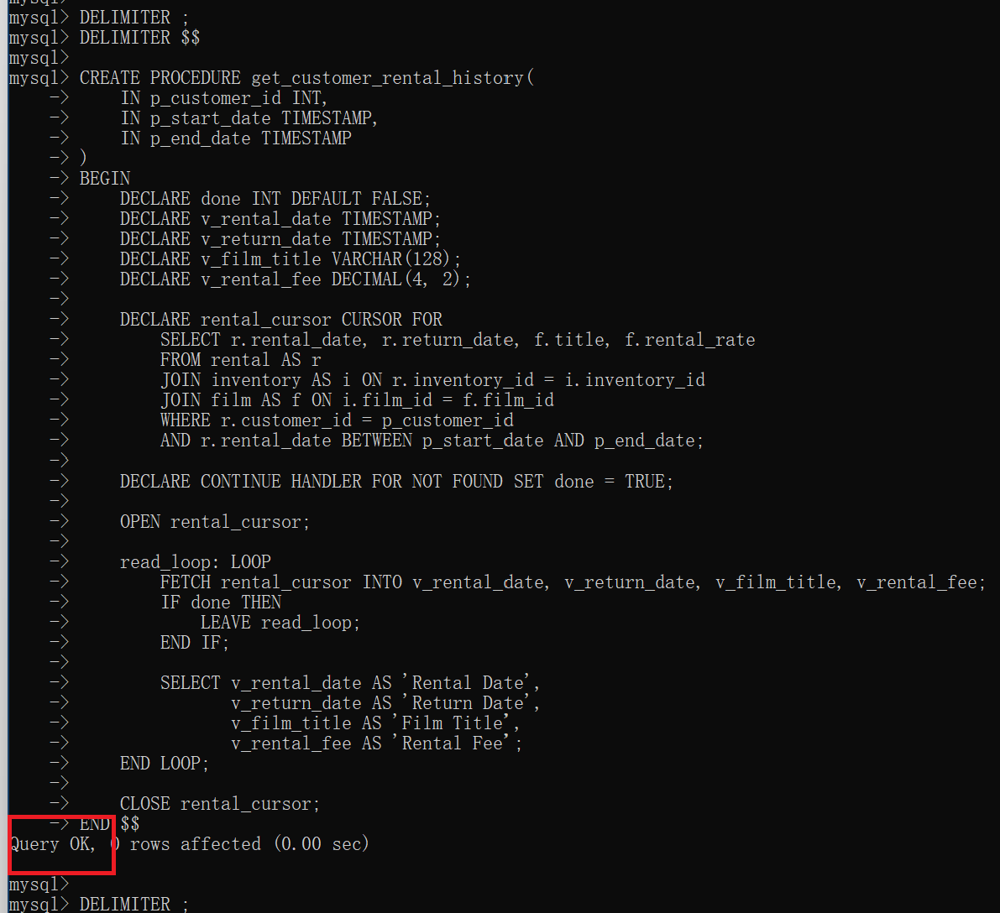 mysql>
mysql> DELIMITER ;
mysql> DELIMITER $$
mysql>
mysql> CREATE PROCEDURE get_customer_rental_history(
    ->     IN p_customer_id INT,
    ->     IN p_start_date TIMESTAMP,
    ->     IN p_end_date TIMESTAMP
    -> )
    -> BEGIN
    ->     DECLARE done INT DEFAULT FALSE;
    ->     DECLARE v_rental_date TIMESTAMP;
    ->     DECLARE v_return_date TIMESTAMP;
    ->     DECLARE v_film_title VARCHAR(128);
    ->     DECLARE v_rental_fee DECIMAL(4, 2);
    ->
    ->     DECLARE rental_cursor CURSOR FOR
    ->         SELECT r.rental_date, r.return_date, f.title, f.rental_rate
    ->         FROM rental AS r
    ->         JOIN inventory AS i ON r.inventory_id = i.inventory_id
    ->         JOIN film AS f ON i.film_id = f.film_id
    ->         WHERE r.customer_id = p_customer_id
    ->         AND r.rental_date BETWEEN p_start_date AND p_end_date;
    ->
    ->     DECLARE CONTINUE HANDLER FOR NOT FOUND SET done = TRUE;
    ->
    ->     OPEN rental_cursor;
    ->
    ->     read_loop: LOOP
    ->         FETCH rental_cursor INTO v_rental_date, v_return_date, v_film_title, v_rental_fee;
    ->         IF done THEN
    ->             LEAVE read_loop;
    ->         END IF;
    ->
    ->         SELECT v_rental_date AS 'Rental Date',
    ->                v_return_date AS 'Return Date',
    ->                v_film_title AS 'Film Title',
    ->                v_rental_fee AS 'Rental Fee';
    ->     END LOOP;
    ->
    ->     CLOSE rental_cursor;
    -> END $$
Query OK, 0 rows affected (0.00 sec)

mysql>
mysql> DELIMITER ;